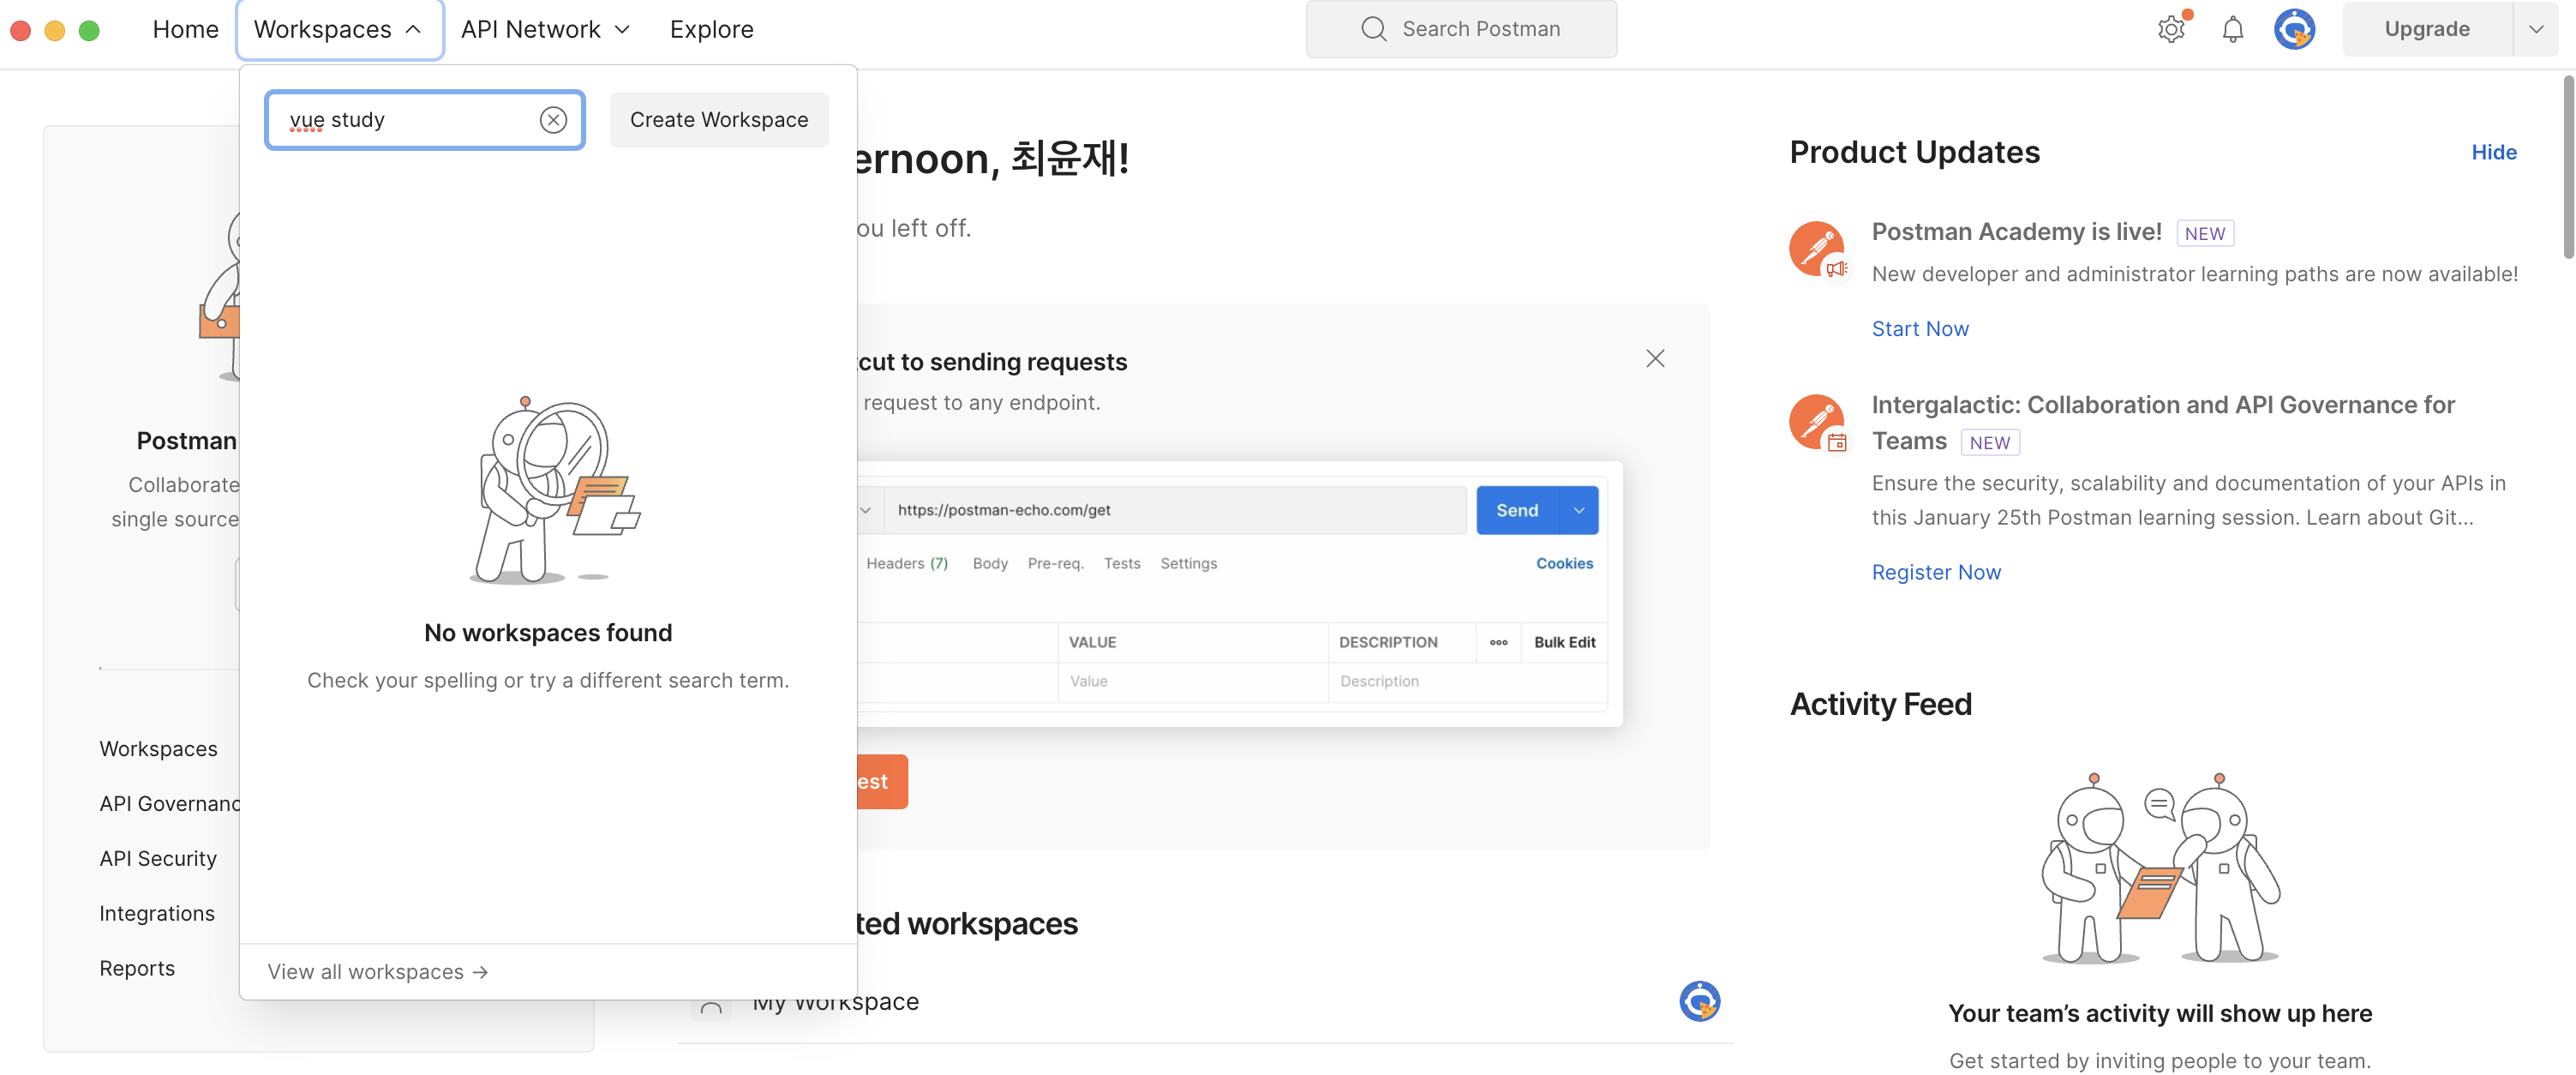 Home Workspaces API Network Explore Search Postman Upgrade
vue study Create Workspace
No workspaces found
Check your spelling or try a different search term.
View all workspaces →
Postman
Collaborate
single source
Workspaces
API Governanc
API Security
Integrations
Reports
ernoon, 최윤재!
ou left off.
cut to sending requests
request to any endpoint.
https://postman-echo.com/get Send
Headers (7) Body Pre-req. Tests Settings Cookies
VALUE DESCRIPTION ooo Bulk Edit
Value Description
est
ted workspaces
My Workspace
Product Updates Hide
Postman Academy is live! NEW
New developer and administrator learning paths are now available!
Start Now
Intergalactic: Collaboration and API Governance for
Teams NEW
Ensure the security, scalability and documentation of your APIs in
this January 25th Postman learning session. Learn about Git...
Register Now
Activity Feed
Your team’s activity will show up here
Get started by inviting people to your team.